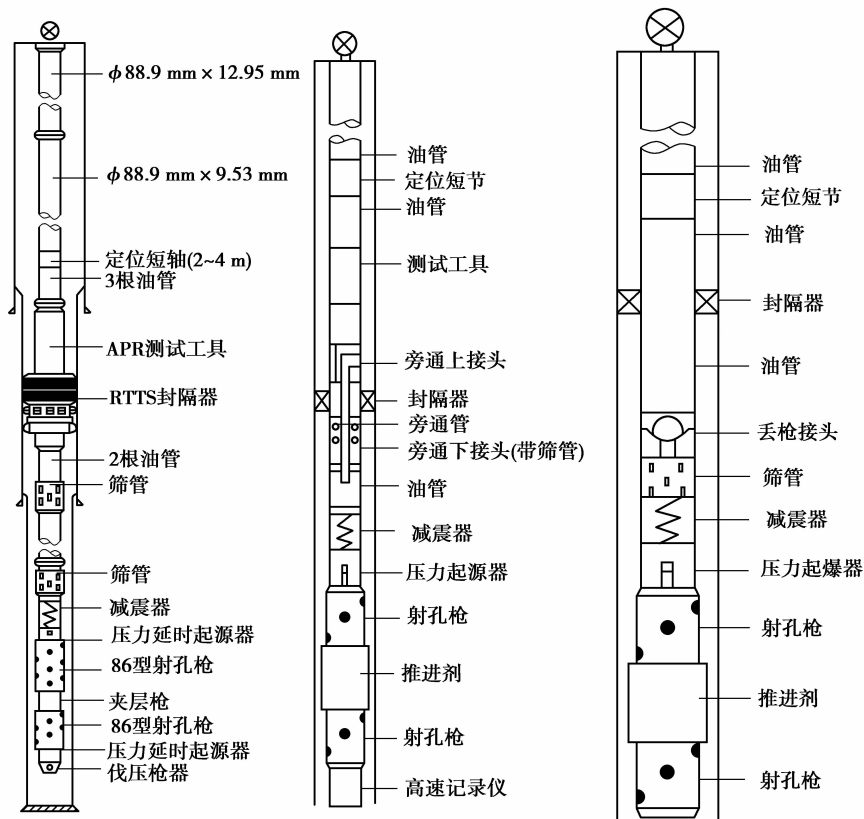 ϕ88.9 mm×12.95 mm
ϕ88.9 mm×9.53 mm
定位短轴(2~4 m)
3根油管
APR测试工具
RTTS封隔器
2根油管
筛管
筛管
减震器
压力延时起源器
86型射孔枪
夹层枪
86型射孔枪
压力延时起源器
伐压枪器
油管
定位短节
油管
测试工具
旁通上接头
封隔器
旁通管
旁通下接头(带筛管)
油管
减震器
压力起源器
射孔枪
推进剂
射孔枪
高速记录仪
油管
定位短节
油管
封隔器
油管
丢枪接头
筛管
减震器
压力起爆器
射孔枪
推进剂
射孔枪